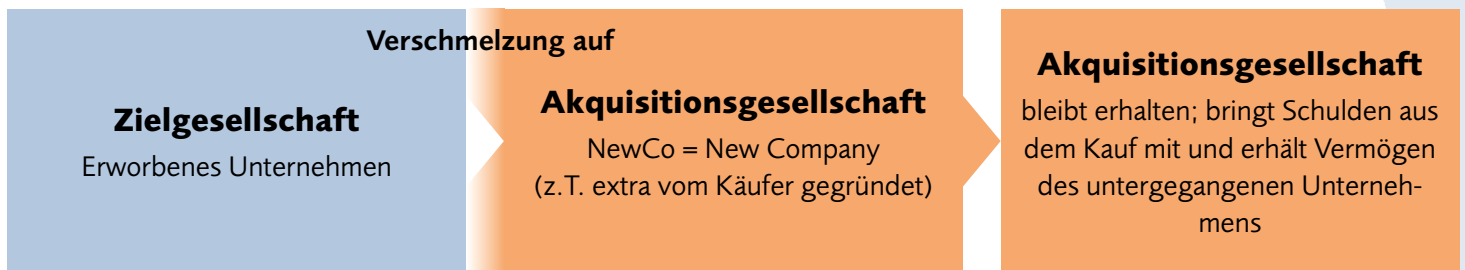 Verschmelzung auf
Zielgesellschaft
Erworbenes Unternehmen
Akquisitionsgesellschaft
NewCo = New Company
(z.T. extra vom Käufer gegründet)
Akquisitionsgesellschaft
bleibt erhalten; bringt Schulden aus
dem Kauf mit und erhält Vermögen
des untergegangenen Unterneh-
mens